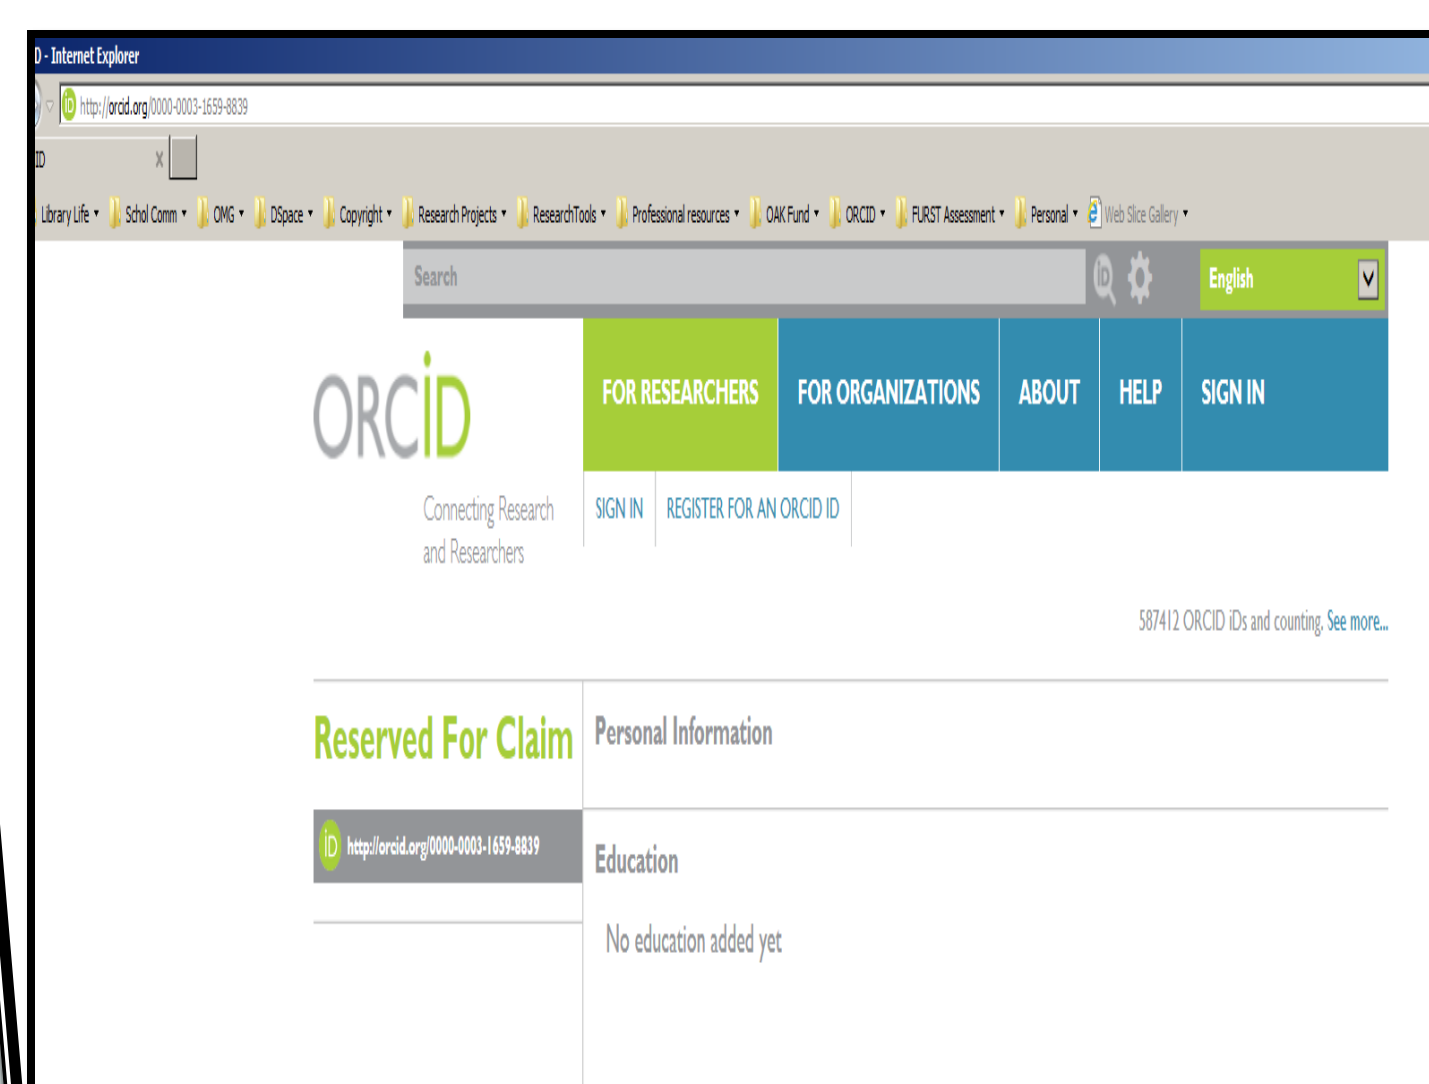 D - Internet Explorer
http://orcid.org/0000-0003-1659-8839
ID X
Library Life Schol Comm OMG DSpace Copyright Research Projects ResearchTools Professional resources OAK Fund ORCID FURST Assessment Personal Web Slice Gallery
Search iD English
ORCiD
FOR RESEARCHERS FOR ORGANIZATIONS ABOUT HELP SIGN IN
Connecting Research
and Researchers
SIGN IN REGISTER FOR AN ORCID ID
587412 ORCID iDs and counting. See more...
Reserved For Claim
Personal Information
iD http://orcid.org/0000-0003-1659-8839
Education
No education added yet